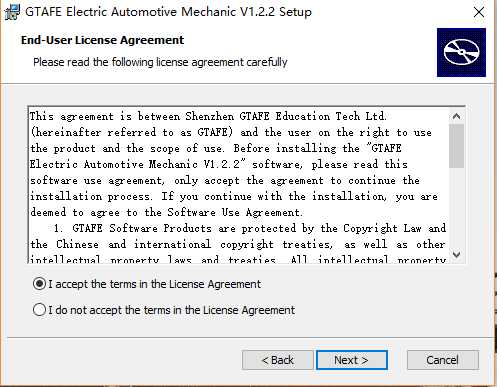 GTAFE Electric Automotive Mechanic V1.2.2 Setup
End-User License Agreement
Please read the following license agreement carefully
This agreement is between Shenzhen GTAFE Education Tech Ltd.
(hereinafter referred to as GTAFE) and the user on the right to use
the product and the scope of use. Before installing the "GTAFE
Electric Automotive Mechanic V1.2.2" software, please read this
software use agreement, only accept the agreement to continue the
installation process. If you continue with the installation, you are
deemed to agree to the Software Use Agreement.
1. GTAFE Software Products are protected by the Copyright Law and
the Chinese and international copyright treaties, as well as other
intellectual property laws and treaties. All intellectual property
I accept the terms in the License Agreement
I do not accept the terms in the License Agreement
< Back
Next >
Cancel